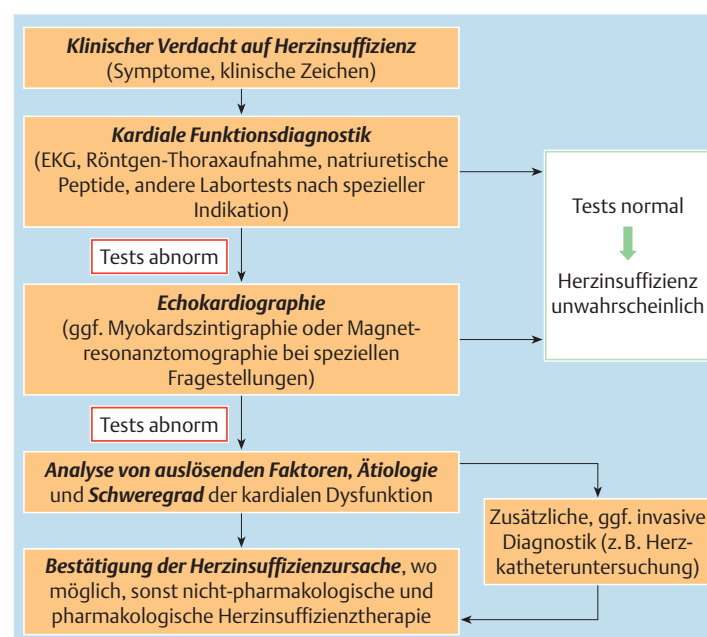 Klinischer Verdacht auf Herzinsuffizienz
(Symptome, klinische Zeichen)
Kardiale Funktionsdiagnostik
(EKG, Röntgen-Thoraxaufnahme, natriuretische
Peptide, andere Labortests nach spezieller
Indikation)
Tests normal
Herzinsuffizienz
unwahrscheinlich
Tests abnorm
Echokardiographie
(ggf. Myokardszintigraphie oder Magnet-
resonanztomographie bei speziellen
Fragestellungen)
Tests abnorm
Analyse von auslösenden Faktoren, Ätiologie
und Schweregrad der kardialen Dysfunktion
Zusätzliche, ggf. invasive
Diagnostik (z. B. Herz-
katheteruntersuchung)
Bestätigung der Herzinsuffizienzursache, wo
möglich, sonst nicht-pharmakologische und
pharmakologische Herzinsuffizienztherapie